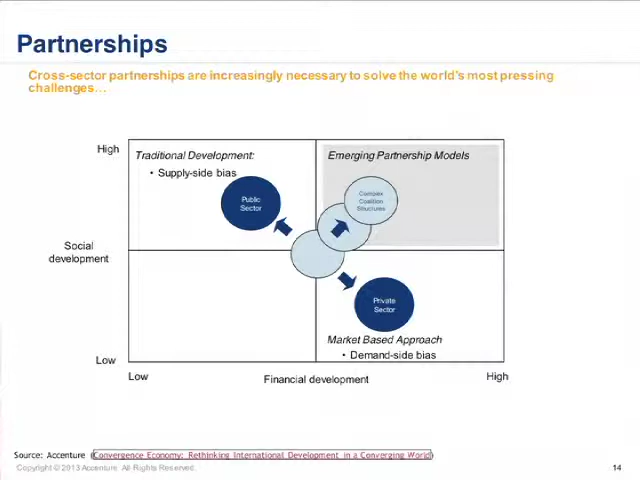 Partnerships
Cross-sector partnerships are increasingly necessary to solve the world's most pressing
challenges…
High
Traditional Development:
• Supply-side bias
Emerging Partnership Models
Public
Sector
Complex
Coalition
Structures
Social
development
Private
Sector
Market Based Approach
• Demand-side bias
Low
Low
Financial development
High
Source: Accenture (Convergence Economy: Rethinking International Development in a Converging World)
Copyright © 2013 Accenture All Rights Reserved.
14